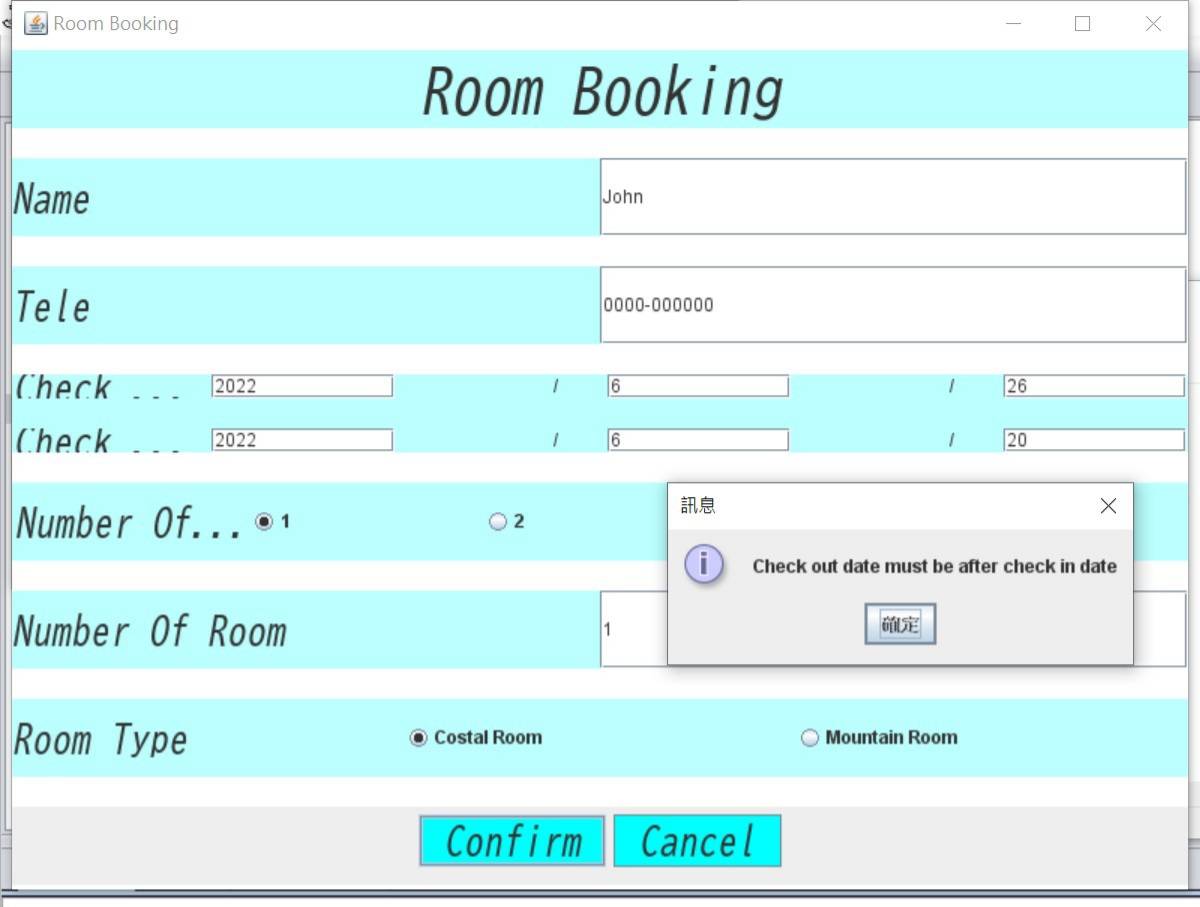 Room Booking
Room Booking
Name
John
Tele
0000-000000
Check ... 2022 / 6 / 26
Check ... 2022 / 6 / 20
Number Of... 1 2
訊息
Check out date must be after check in date
確定
Number Of Room
1
Room Type Costal Room Mountain Room
Confirm Cancel